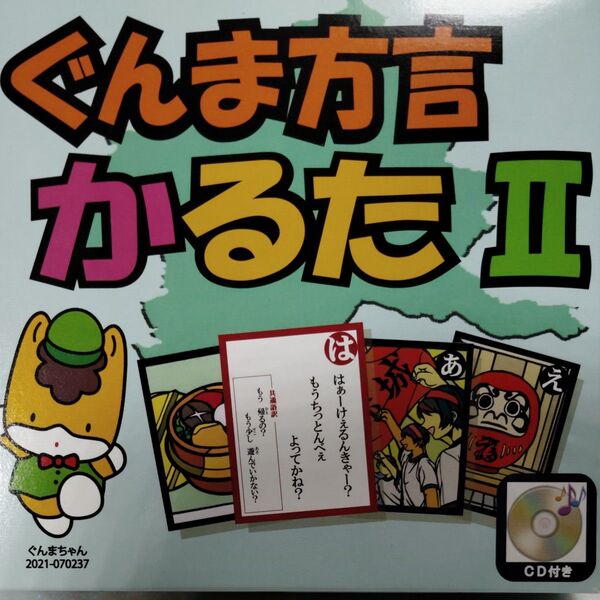 ぐんま方言
かるた Ⅱ
は
はぁーけぇるんきゃー?
もうちっとんべぇ
よってかね?
共通語訳
もう 帰るの?
もう少し 遊んでいかない?
城
あ
え
ぐんまちゃん
2021-070237
CD付き